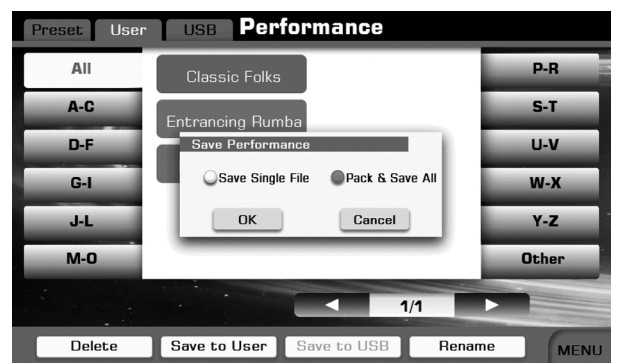 Preset User USB Performance
All
A-C
D-F
G-I
J-L
M-O
Classic Folks
Entrancing Rumba
Save Performance
Save Single File Pack & Save All
OK Cancel
P-R
S-T
U-V
W-X
Y-Z
Other
1/1
Delete Save to User Save to USB Rename MENU